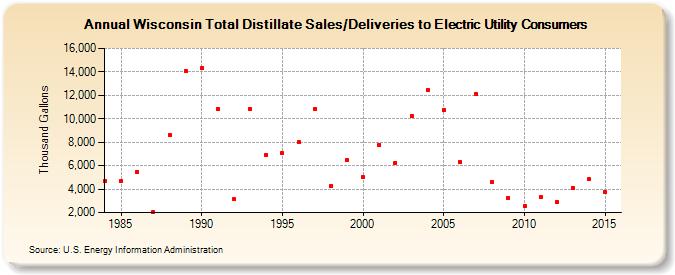 Annual Wisconsin Total Distillate Sales/Deliveries to Electric Utility Consumers
Thousand Gallons
16,000
14,000
12,000
10,000
8,000
6,000
4,000
2,000
1985 1990 1995 2000 2005 2010 2015
Source: U.S. Energy Information Administration